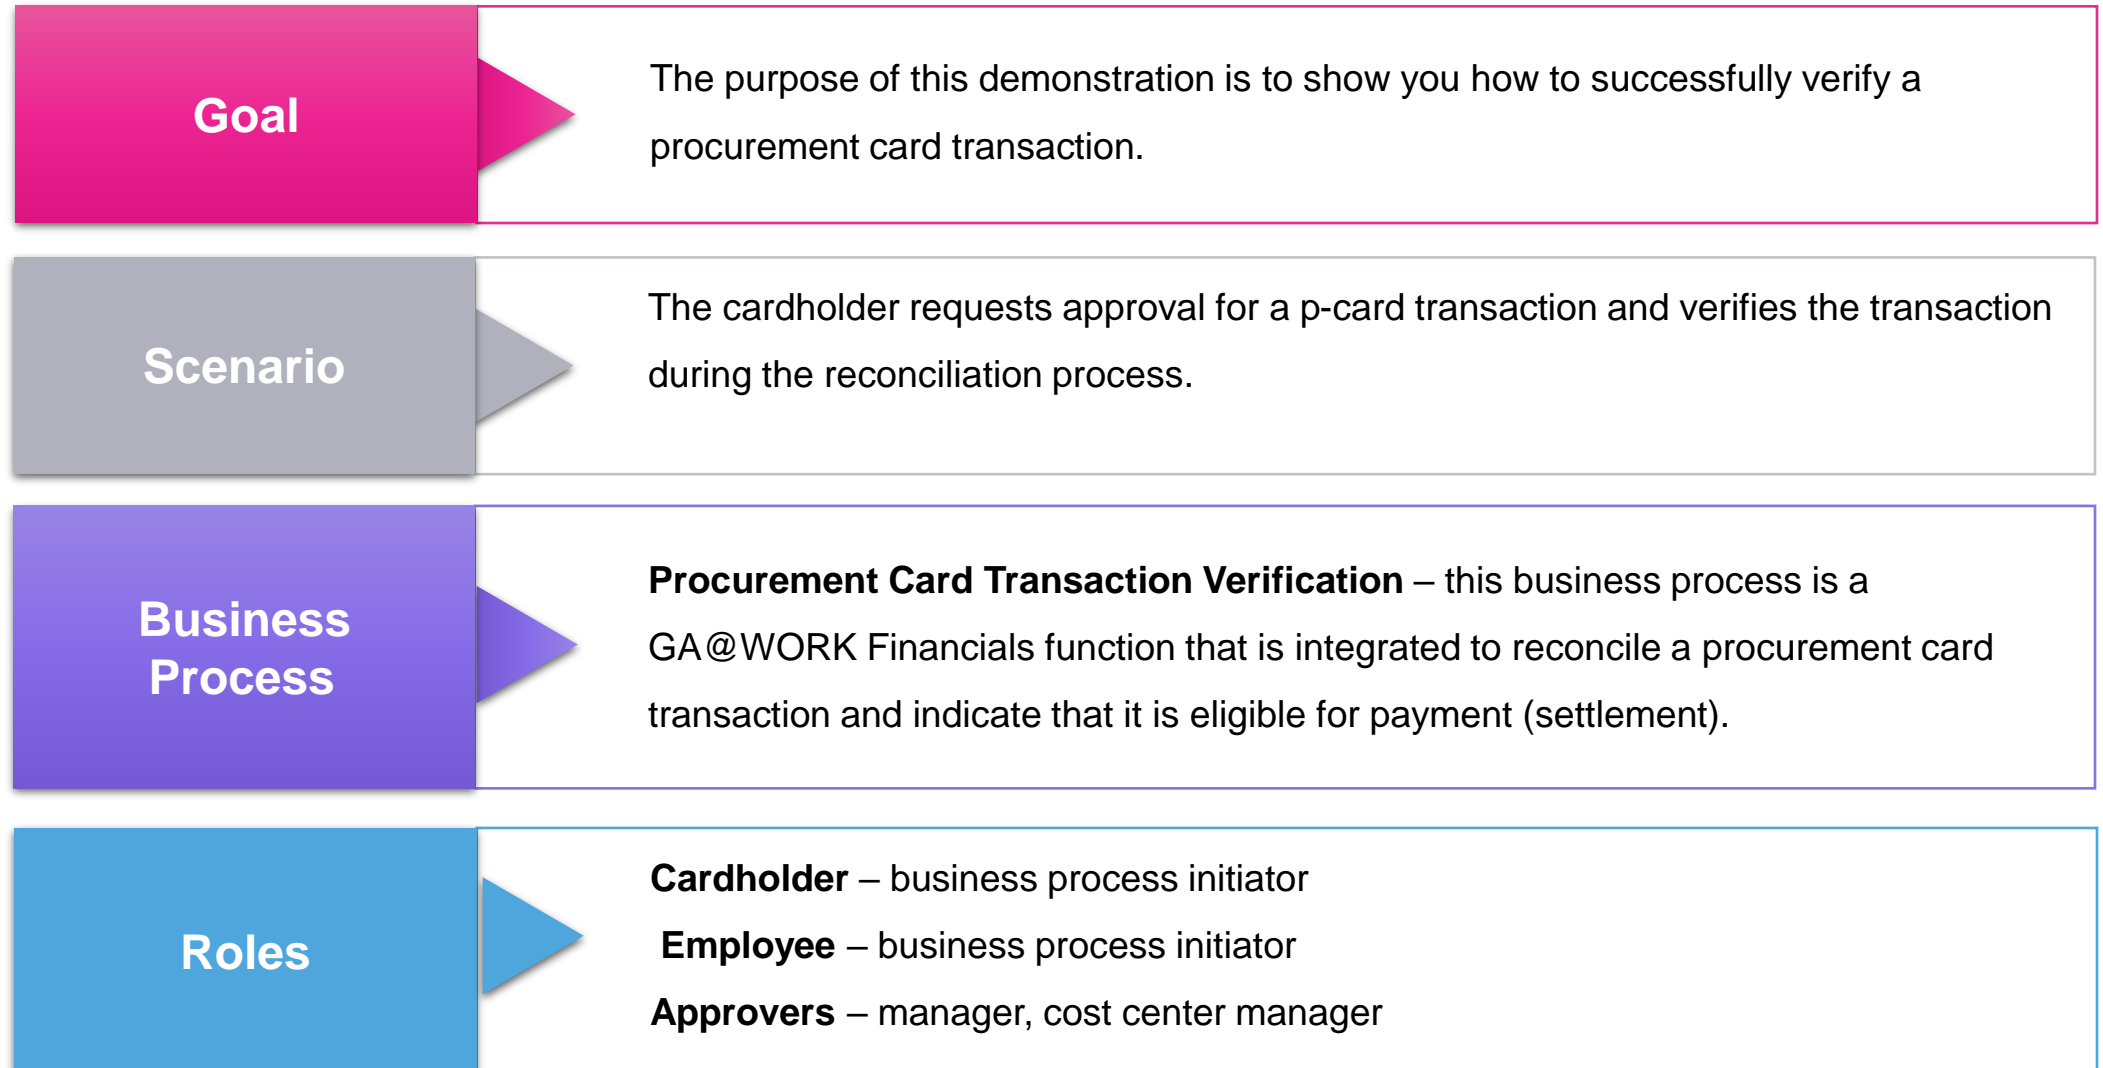 Goal
The purpose of this demonstration is to show you how to successfully verify a
procurement card transaction.
Scenario
The cardholder requests approval for a p-card transaction and verifies the transaction
during the reconciliation process.
Business
Process
Procurement Card Transaction Verification – this business process is a
GA@WORK Financials function that is integrated to reconcile a procurement card
transaction and indicate that it is eligible for payment (settlement).
Roles
Cardholder – business process initiator
Employee – business process initiator
Approvers – manager, cost center manager